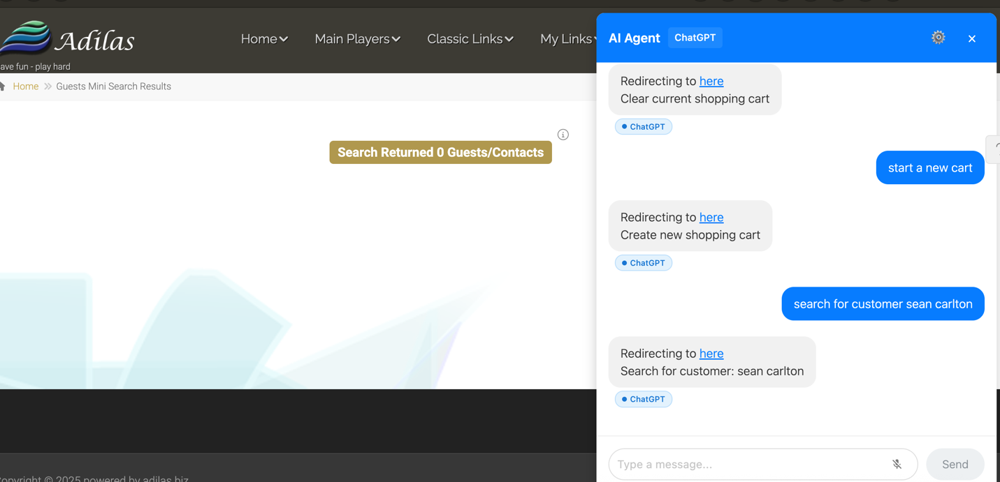 Adilas
ave fun - play hard
Home
Main Players
Classic Links
My Links
Home » Guests Mini Search Results
Search Returned 0 Guests/Contacts
AI Agent
ChatGPT
Redirecting to here
Clear current shopping cart
ChatGPT
start a new cart
Redirecting to here
Create new shopping cart
ChatGPT
search for customer sean carlton
Redirecting to here
Search for customer: sean carlton
ChatGPT
Type a message...
Send
opyright © 2025 powered by adilas.biz